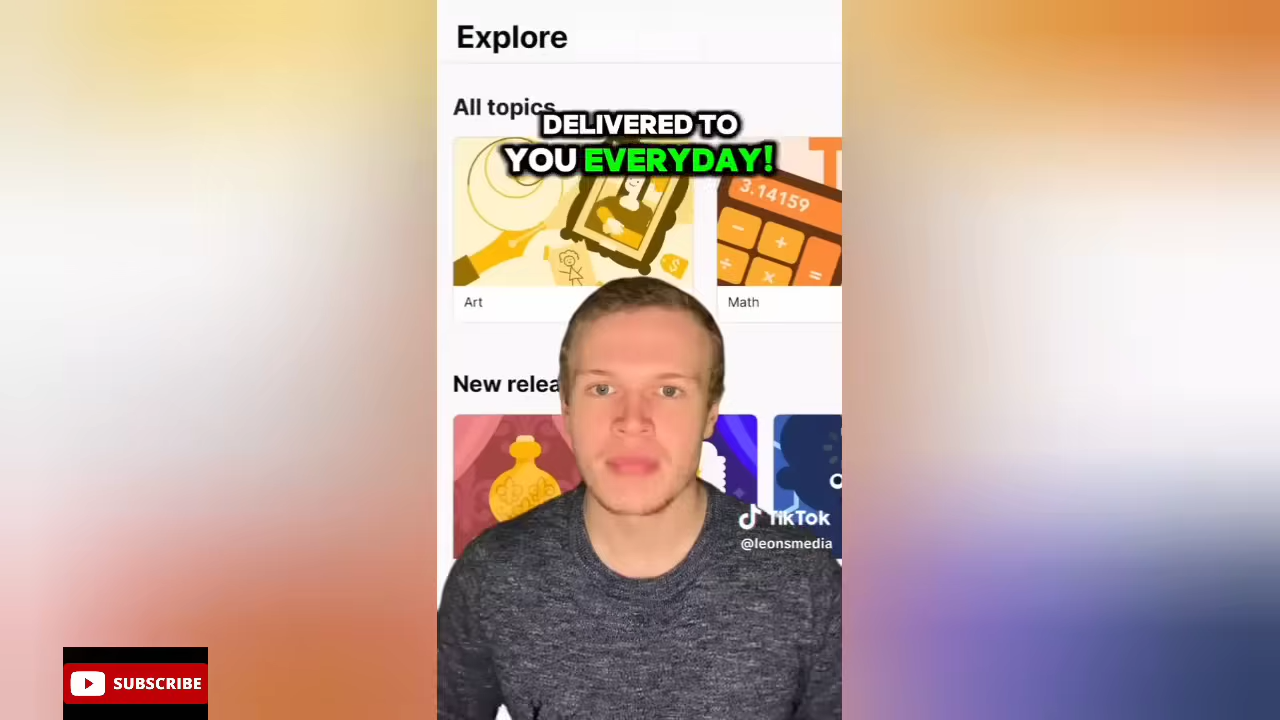 Explore
All topics
DELIVERED TO
YOU EVERYDAY!
3.14159
Art
Math
New relea
TikTok
@leonsmedia
SUBSCRIBE